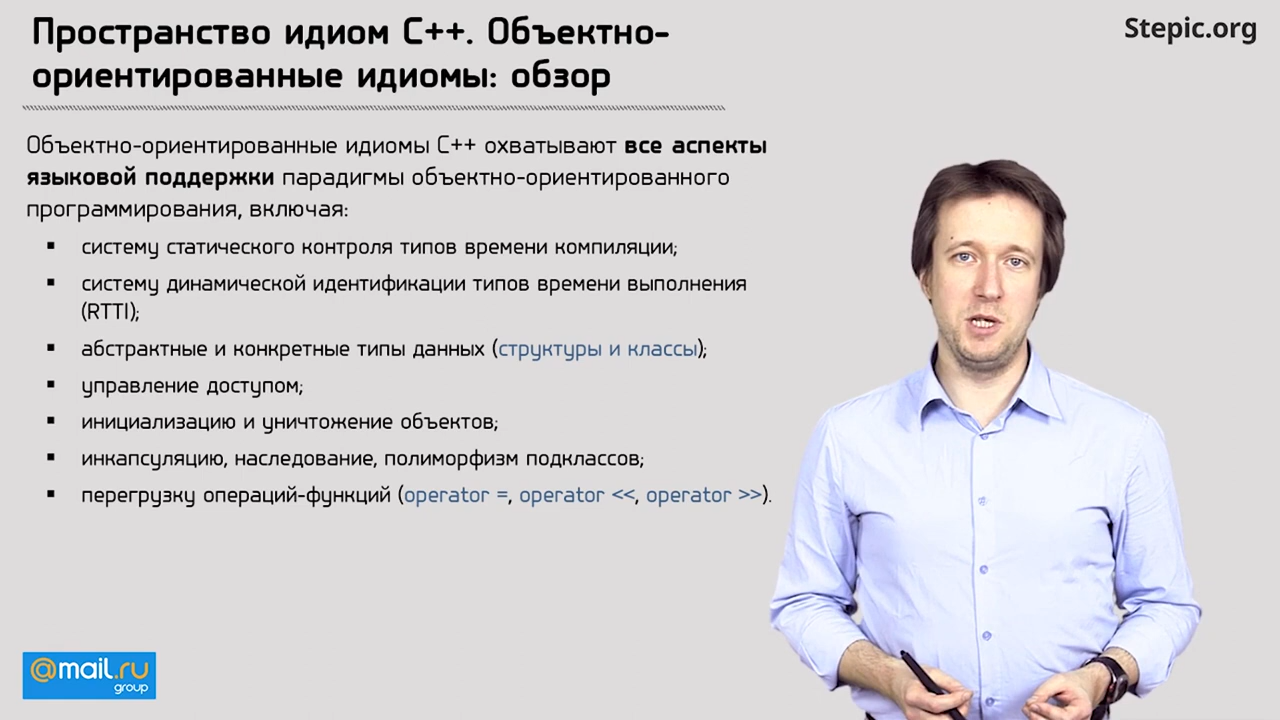 Пространство идиом C++. Объектно-
ориентированные идиомы: обзор
Stepic.org
Объектно-ориентированные идиомы C++ охватывают все аспекты
языковой поддержки парадигмы объектно-ориентированного
программирования, включая:
▪ систему статического контроля типов времени компиляции;
▪ систему динамической идентификации типов времени выполнения
(RTTI);
▪ абстрактные и конкретные типы данных (структуры и классы);
▪ управление доступом;
▪ инициализацию и уничтожение объектов;
▪ инкапсуляцию, наследование, полиморфизм подклассов;
▪ перегрузку операций-функций (operator =, operator <<, operator >>).
@mail.ru
group